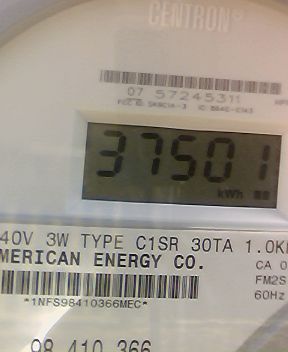 CENTRON®
07 57245311
37501
kWh
40V 3W TYPE C1SR 30TA 1.0K
MERICAN ENERGY CO.
CA 0
FM2S
60Hz
*1NFS98410366MEC*
98 410 366